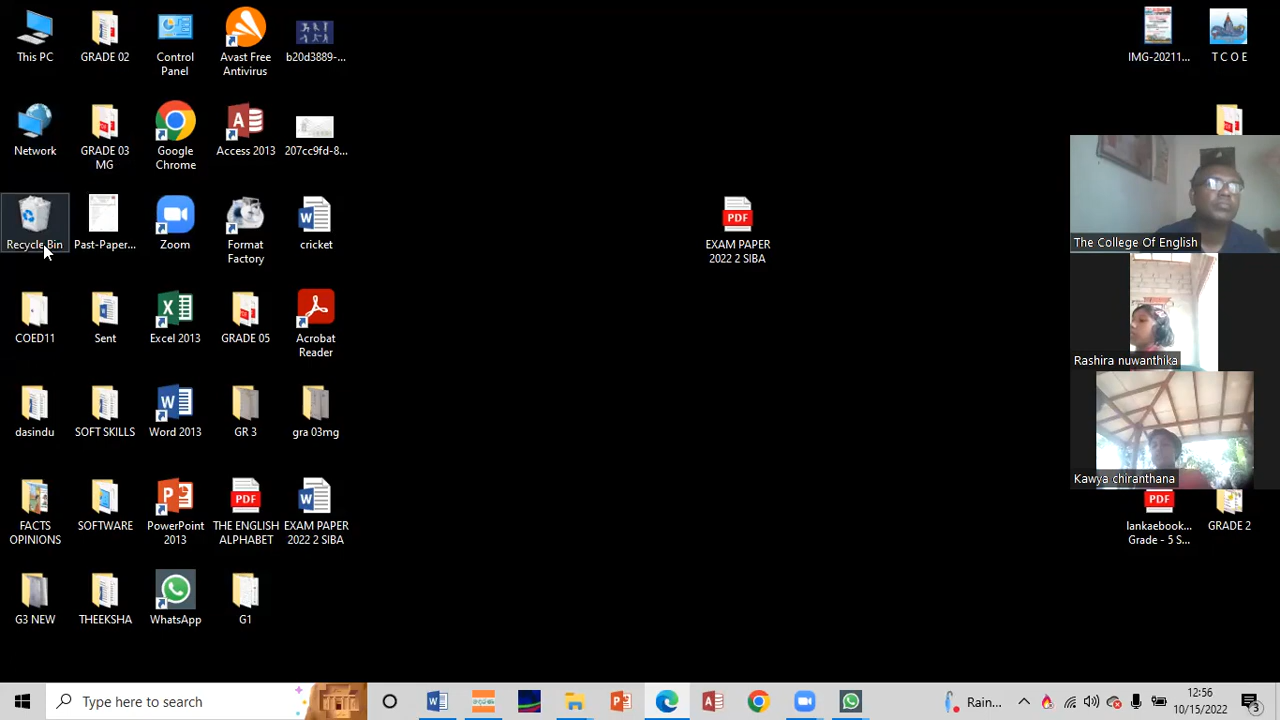 This PC
GRADE 02
Control
Panel
Avast Free
Antivirus
b20d3889-...
IMG-20211...
T C O E
Network
GRADE 03
MG
Google
Chrome
Access 2013
207cc9fd-8...
Recycle Bin
Past-Paper...
Zoom
Format
Factory
cricket
PDF
EXAM PAPER
2022 2 SIBA
The College Of English
COED11
Sent
Excel 2013
GRADE 05
Acrobat
Reader
Rashira nuwanthika
dasindu
SOFT SKILLS
Word 2013
GR 3
gra 03mg
Kawya chiranthana
FACTS
OPINIONS
SOFTWARE
PowerPoint
2013
PDF
THE ENGLISH
ALPHABET
EXAM PAPER
2022 2 SIBA
PDF
lankaebook...
Grade - 5 S...
GRADE 2
G3 NEW
THEEKSHA
WhatsApp
G1
Type here to search
Rain...
12:56
10/15/2022
3